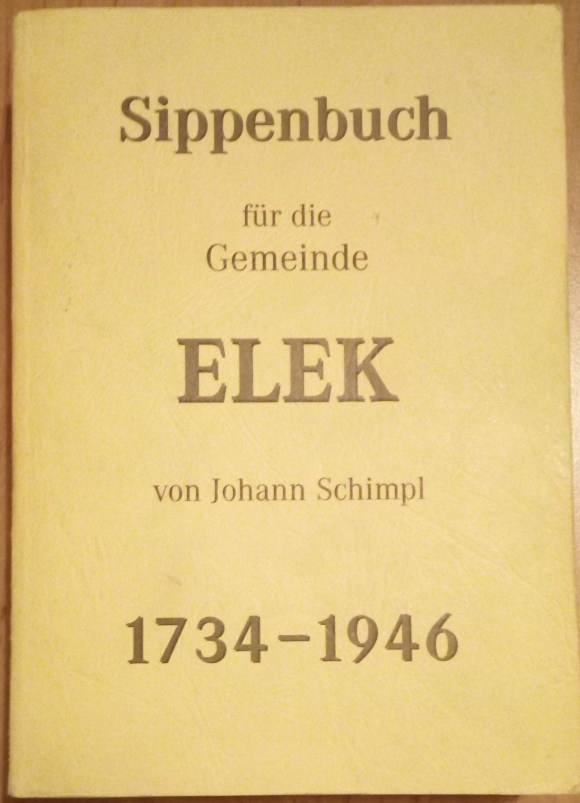 Sippenbuch
für die
Gemeinde
ELEK
von Johann Schimpl
1734–1946